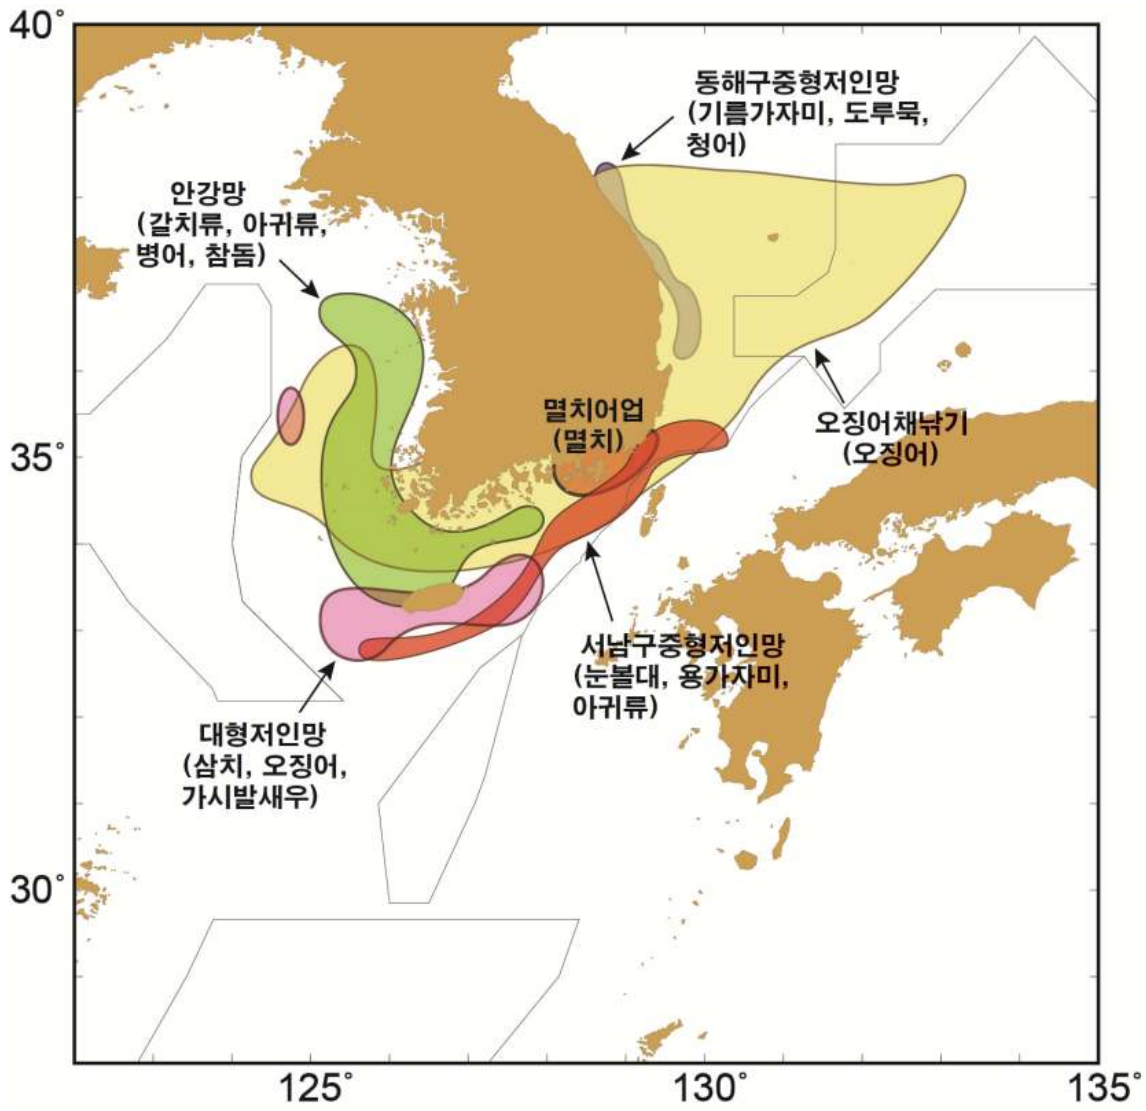 40°
동해구중형저인망
(기름가자미, 도루묵,
청어)
안강망
(갈치류, 아귀류,
병어, 참돔)
멸치어업
(멸치)
오징어채낚기
(오징어)
35°
서남구중형저인망
(눈볼대, 용가자미,
아귀류)
대형저인망
(삼치, 오징어,
가시발새우)
30°
125°
130°
135°